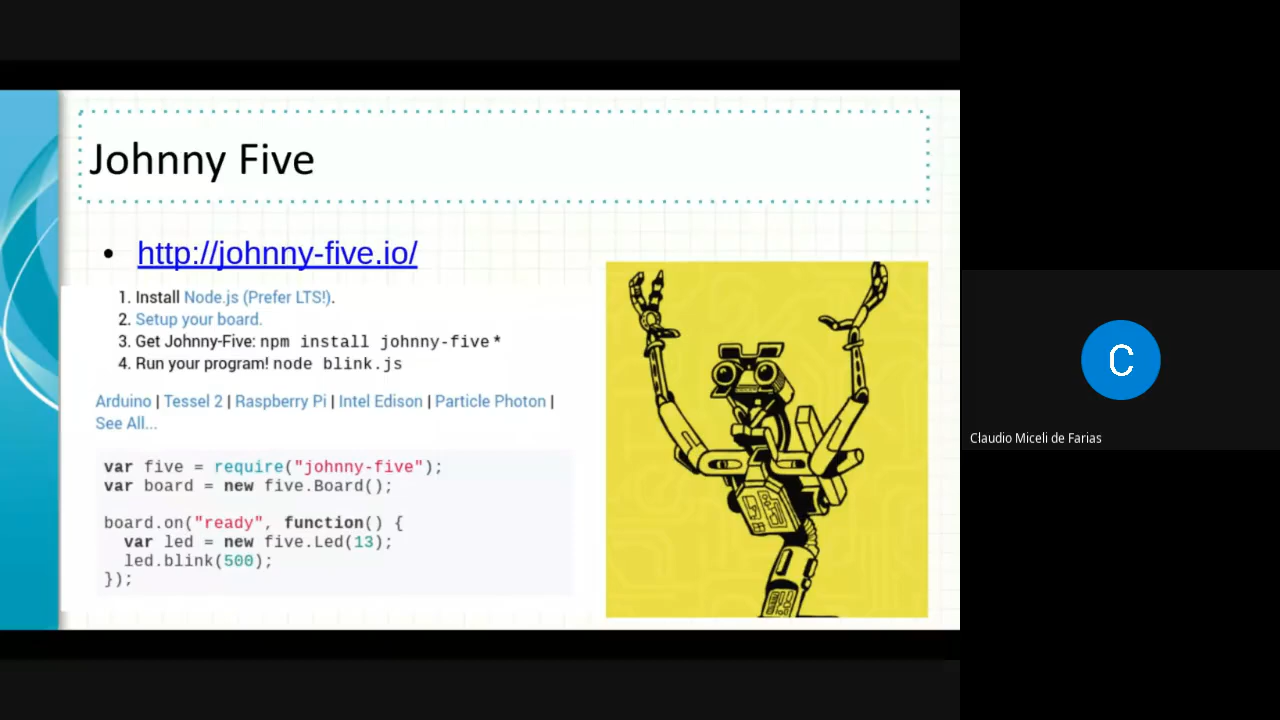 Johnny Five
• http://johnny-five.io/
1. Install Node.js (Prefer LTS!).
2. Setup your board.
3. Get Johnny-Five: npm install johnny-five *
4. Run your program! node blink.js
Arduino | Tessel 2 | Raspberry Pi | Intel Edison | Particle Photon |
See All...
var five = require("johnny-five");
var board = new five.Board();
board.on("ready", function() {
  var led = new five.Led(13);
  led.blink(500);
});
C
Claudio Miceli de Farias